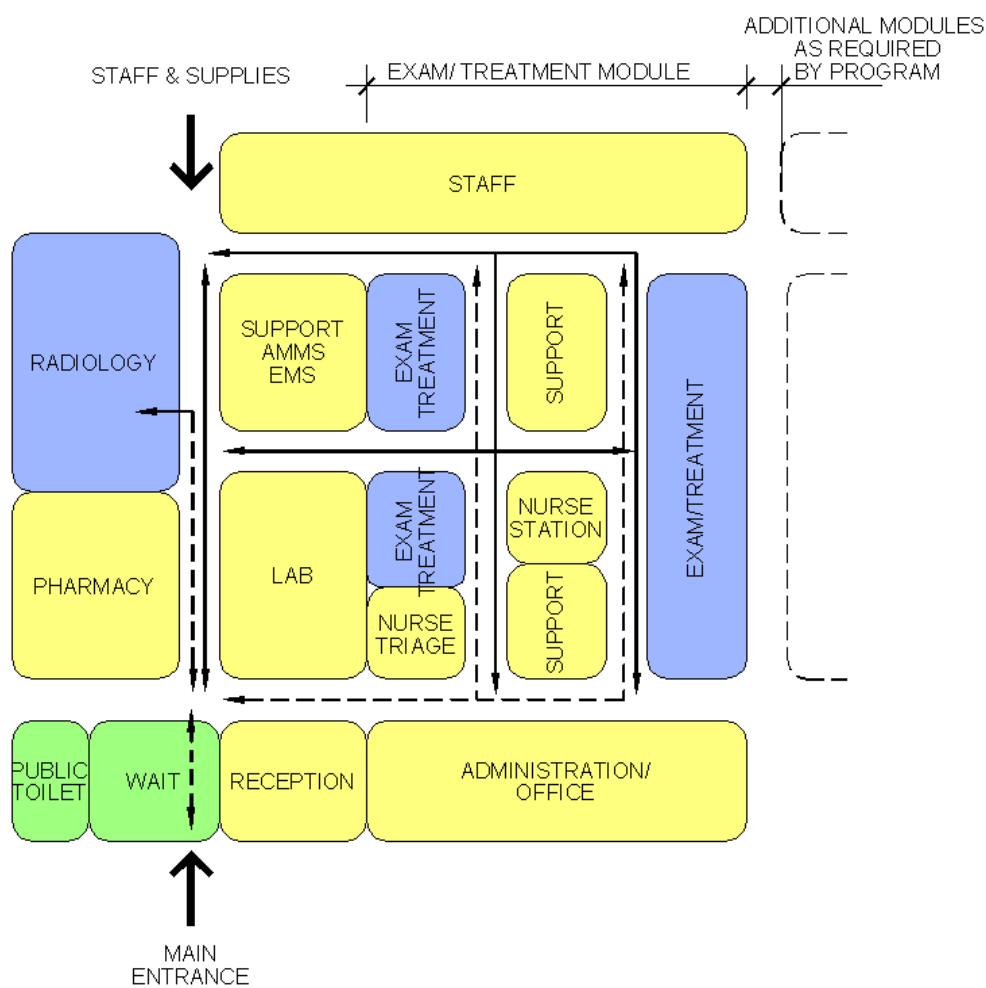 ADDITIONAL MODULES
AS REQUIRED
BY PROGRAM
STAFF & SUPPLIES
EXAM/ TREATMENT MODULE
STAFF
RADIOLOGY
SUPPORT
AMMS
EMS
EXAM
TREATMENT
SUPPORT
EXAM/TREATMENT
PHARMACY
LAB
EXAM
TREATMENT
NURSE
TRIAGE
NURSE
STATION
SUPPORT
PUBLIC
TOILET
WAIT
RECEPTION
ADMINISTRATION/
OFFICE
MAIN
ENTRANCE